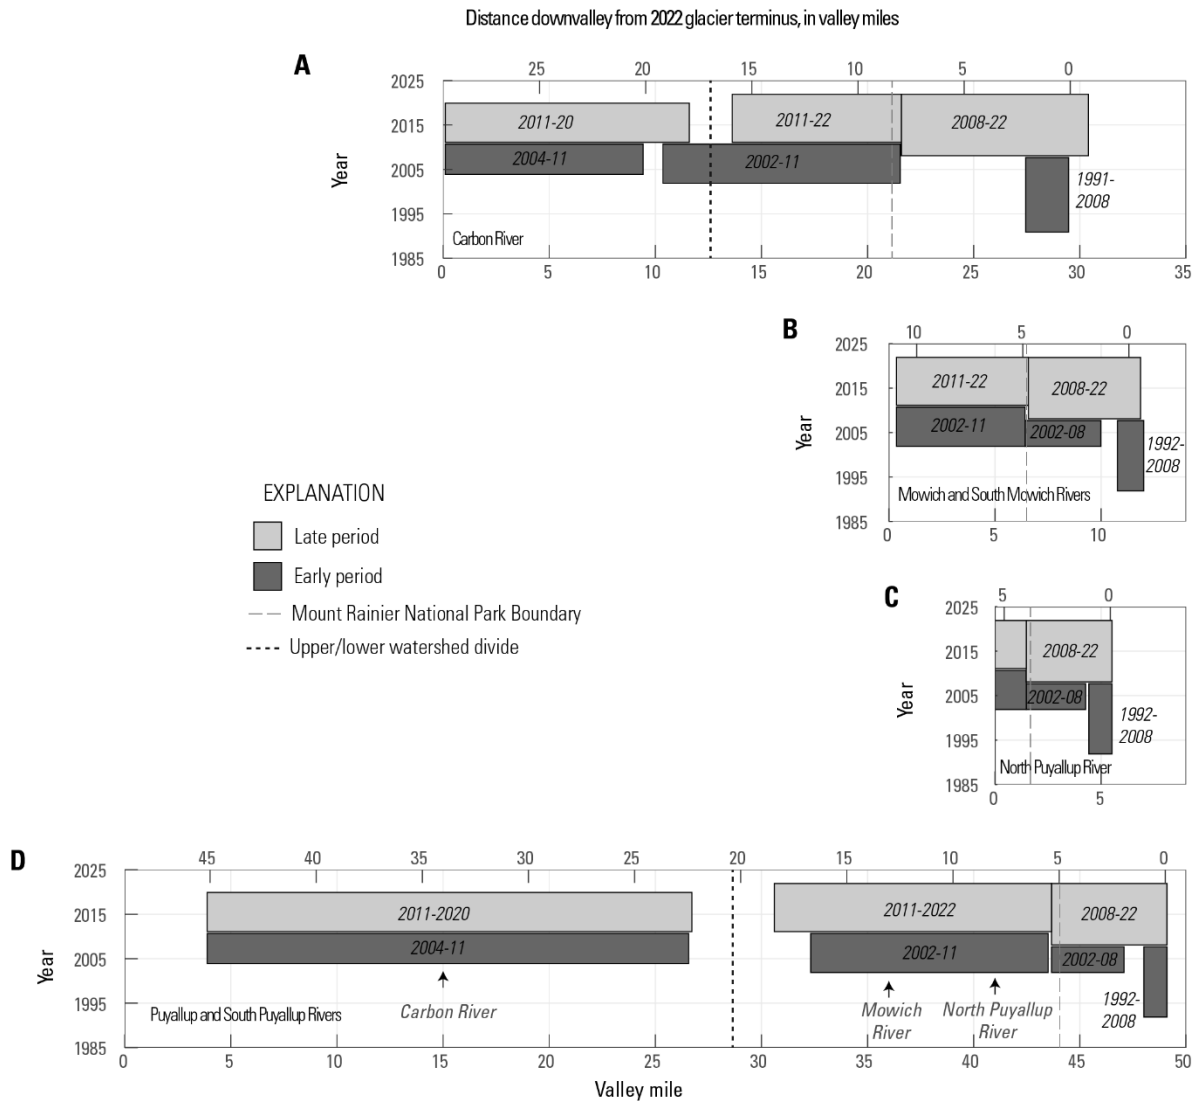 Distance downvalley from 2022 glacier terminus, in valley miles
A
25 20 15 10 5 0
2025
2015
2005
1995
1985
Year
2011-20
2004-11
2011-22
2002-11
2008-22
1991-
2008
Carbon River
0 5 10 15 20 25 30 35
B
10 5 0
2025
2015
2005
1995
1985
Year
2011-22
2008-22
2002-11
2002-08
1992-
2008
Mowich and South Mowich Rivers
0 5 10
EXPLANATION
Late period
Early period
Mount Rainier National Park Boundary
Upper/lower watershed divide
C
5 0
2025
2015
2005
1995
1985
Year
2008-22
2002-08
1992-
2008
North Puyallup River
0 5
D
45 40 35 30 25 20 15 10 5 0
2025
2015
2005
1995
1985
Year
2011-2020
2004-11
2011-2022
2002-11
2008-22
2002-08
1992-
2008
Puyallup and South Puyallup Rivers
Carbon River
Mowich
River
North Puyallup
River
0 5 10 15 20 25 30 35 40 45 50
Valley mile